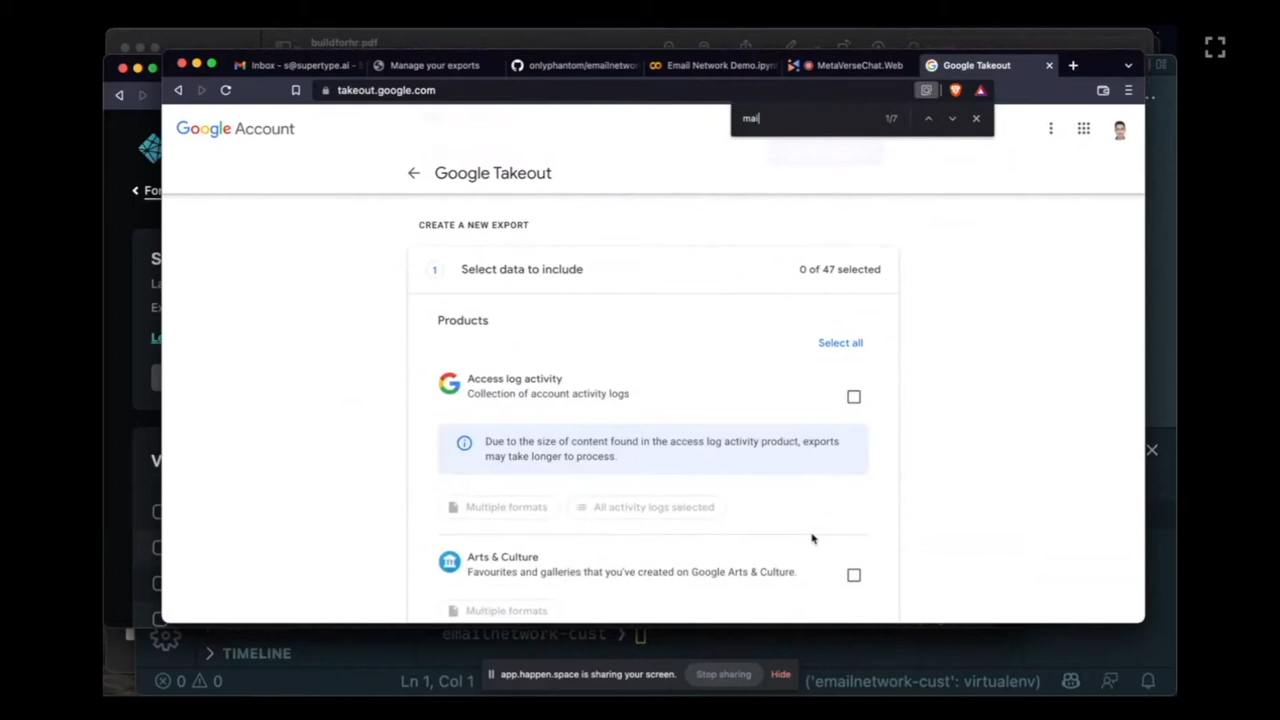 buildforhr.pdf
Inbox - s@supertype.ai -
Manage your exports
onlyphantom/emailnetwor
Email Network Demo.ipyn
MetaVerseChat.Web
Google Takeout
takeout.google.com
mai
1/7
Google Account
Google Takeout
For
CREATE A NEW EXPORT
1
Select data to include
0 of 47 selected
Products
Select all
Access log activity
Collection of account activity logs
Due to the size of content found in the access log activity product, exports
may take longer to process.
Multiple formats
All activity logs selected
Arts & Culture
Favourites and galleries that you've created on Google Arts & Culture.
Multiple formats
emailnetwork-cust
TIMELINE
0
0
Ln 1, Col 1
app.happen.space is sharing your screen.
Stop sharing
Hide
('emailnetwork-cust': virtualenv)